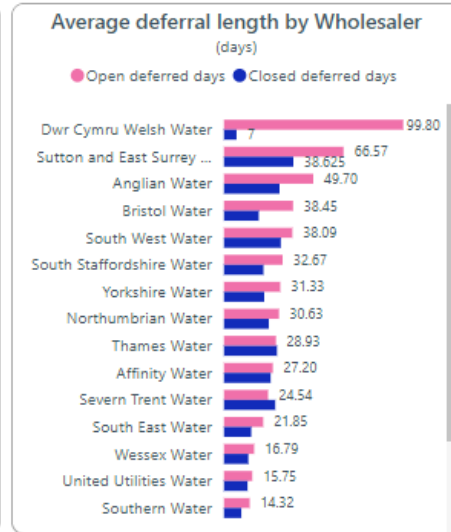 Average deferral length by Wholesaler
(days)
Open deferred days Closed deferred days
Dwr Cymru Welsh Water 99.80
7
Sutton and East Surrey ... 66.57
38.625
Anglian Water 49.70
Bristol Water 38.45
South West Water 38.09
South Staffordshire Water 32.67
Yorkshire Water 31.33
Northumbrian Water 30.63
Thames Water 28.93
Affinity Water 27.20
Severn Trent Water 24.54
South East Water 21.85
Wessex Water 16.79
United Utilities Water 15.75
Southern Water 14.32